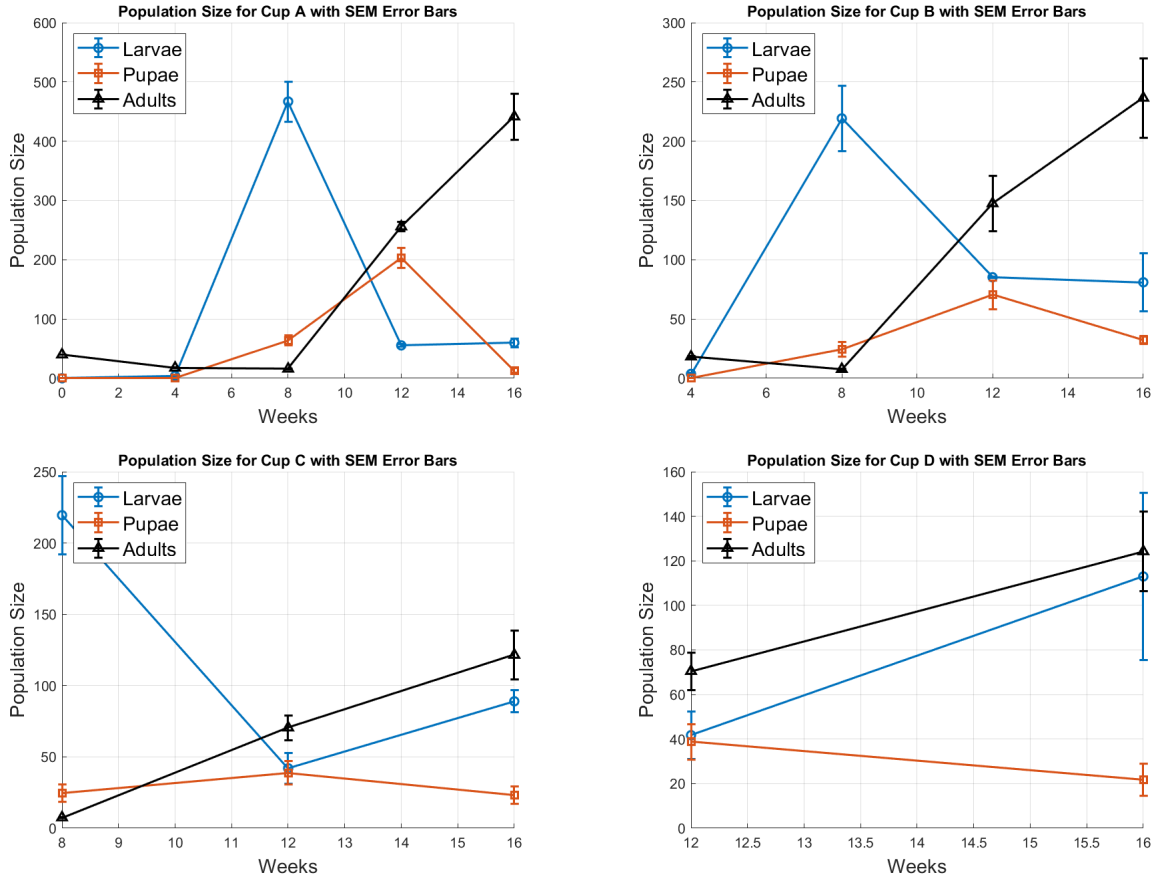 Population Size for Cup A with SEM Error Bars
600
500
400
300
200
100
0
Population Size
Larvae
Pupae
Adults
0 2 4 6 8 10 12 14 16
Weeks
Population Size for Cup B with SEM Error Bars
300
250
200
150
100
50
0
Population Size
Larvae
Pupae
Adults
4 6 8 10 12 14 16
Weeks
Population Size for Cup C with SEM Error Bars
250
200
150
100
50
0
Population Size
Larvae
Pupae
Adults
8 9 10 11 12 13 14 15 16
Weeks
Population Size for Cup D with SEM Error Bars
160
140
120
100
80
60
40
20
0
Population Size
Larvae
Pupae
Adults
12 12.5 13 13.5 14 14.5 15 15.5 16
Weeks